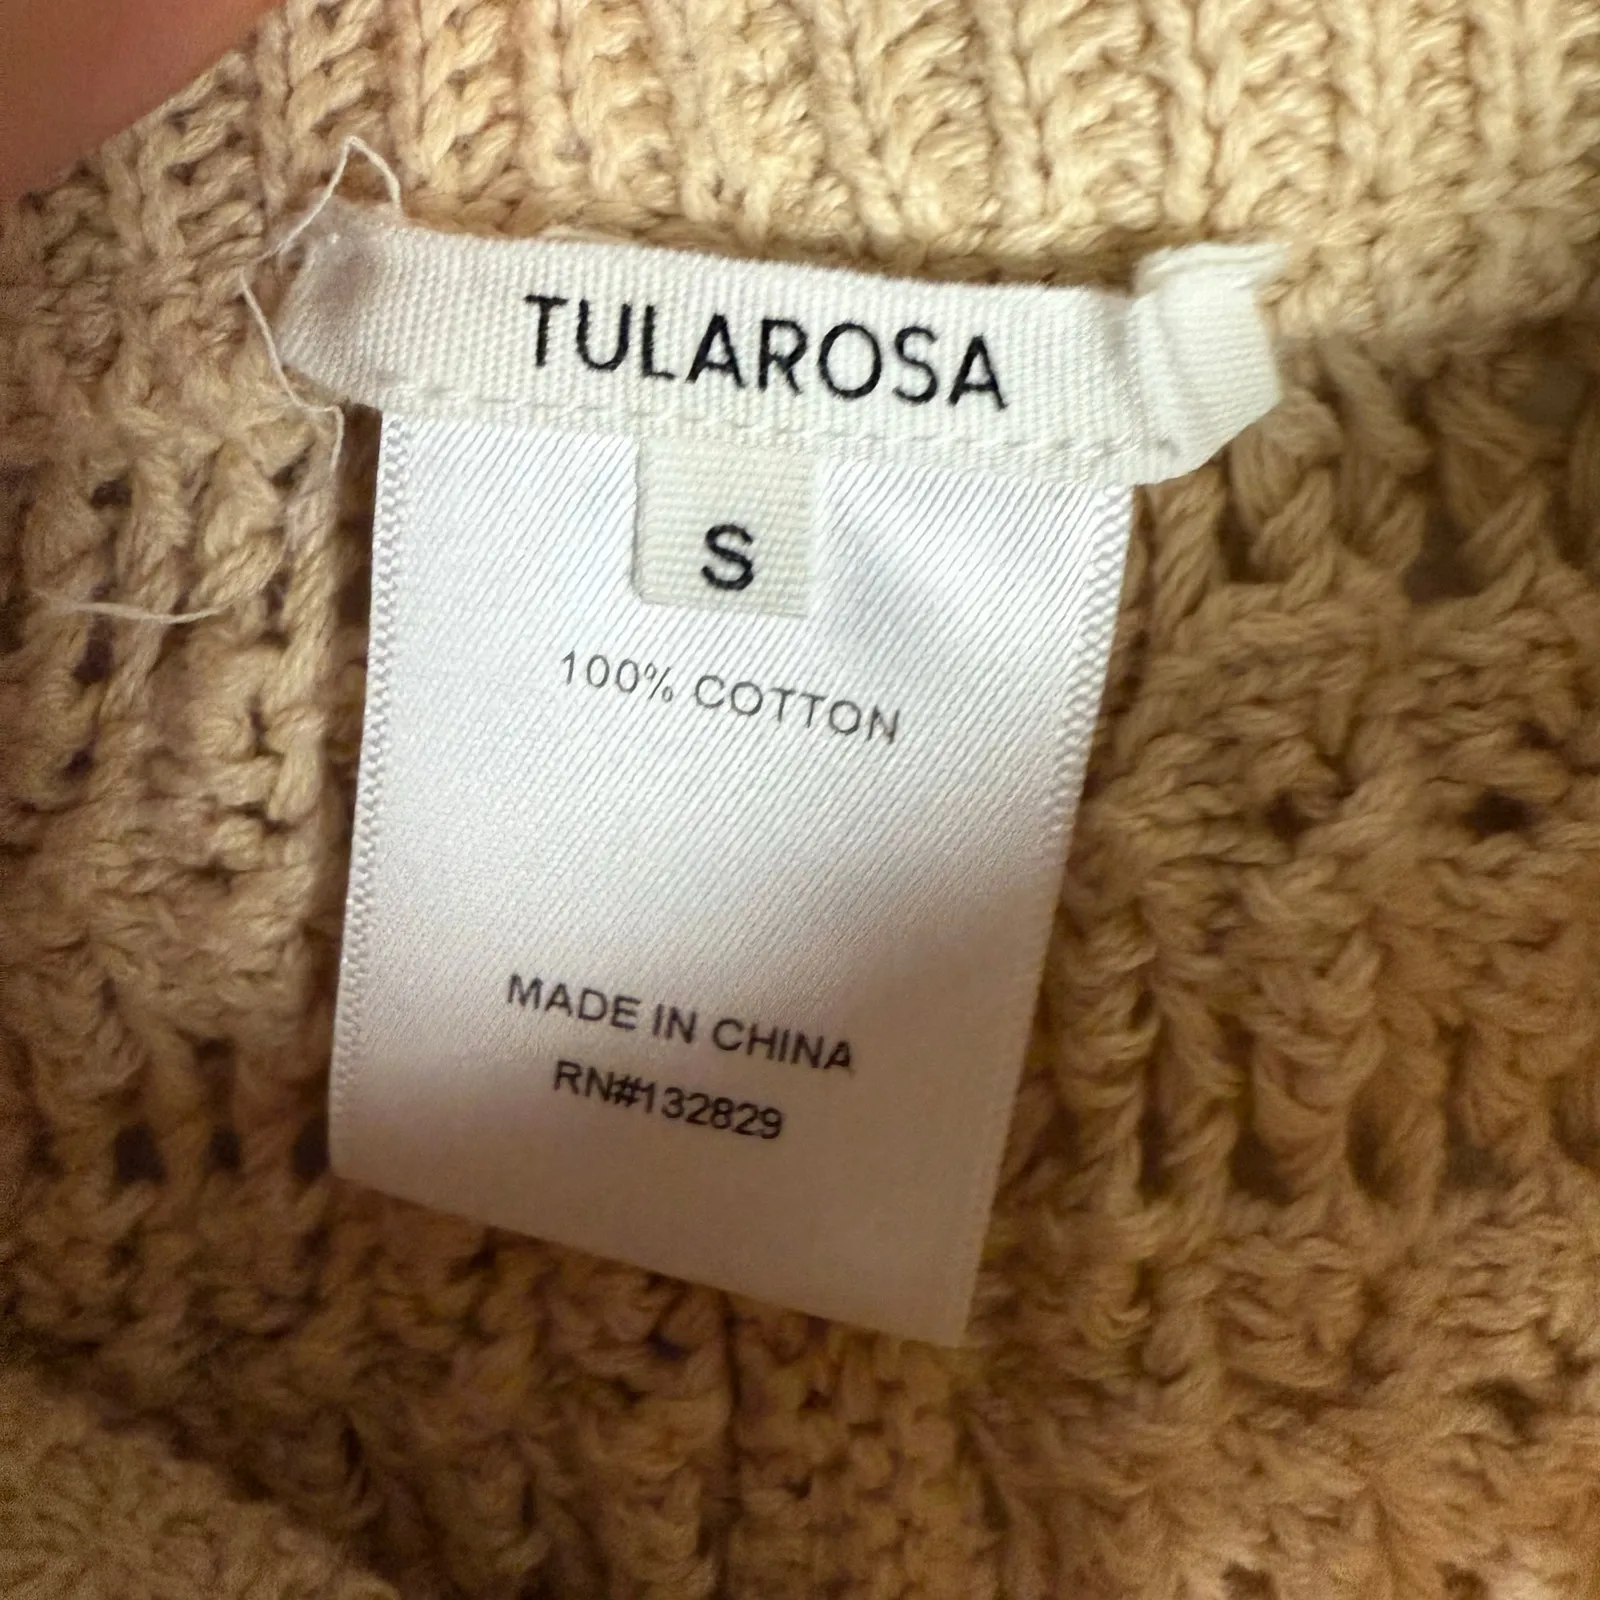 TULAROSA
S
100% COTTON
MADE IN CHINA
RN#132829